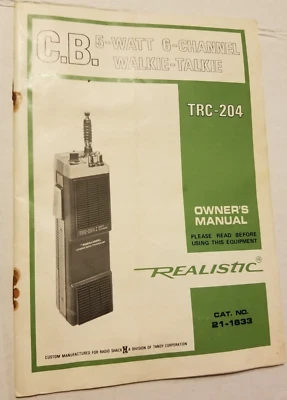 C.B. 5-WATT 6-CHANNEL
WALKIE-TALKIE
TRC-204
OWNER'S
MANUAL
PLEASE READ BEFORE
USING THIS EQUIPMENT
REALISTIC®
CAT. NO.
21-1633
CUSTOM MANUFACTURED FOR RADIO SHACK A DIVISION OF TANDY CORPORATION